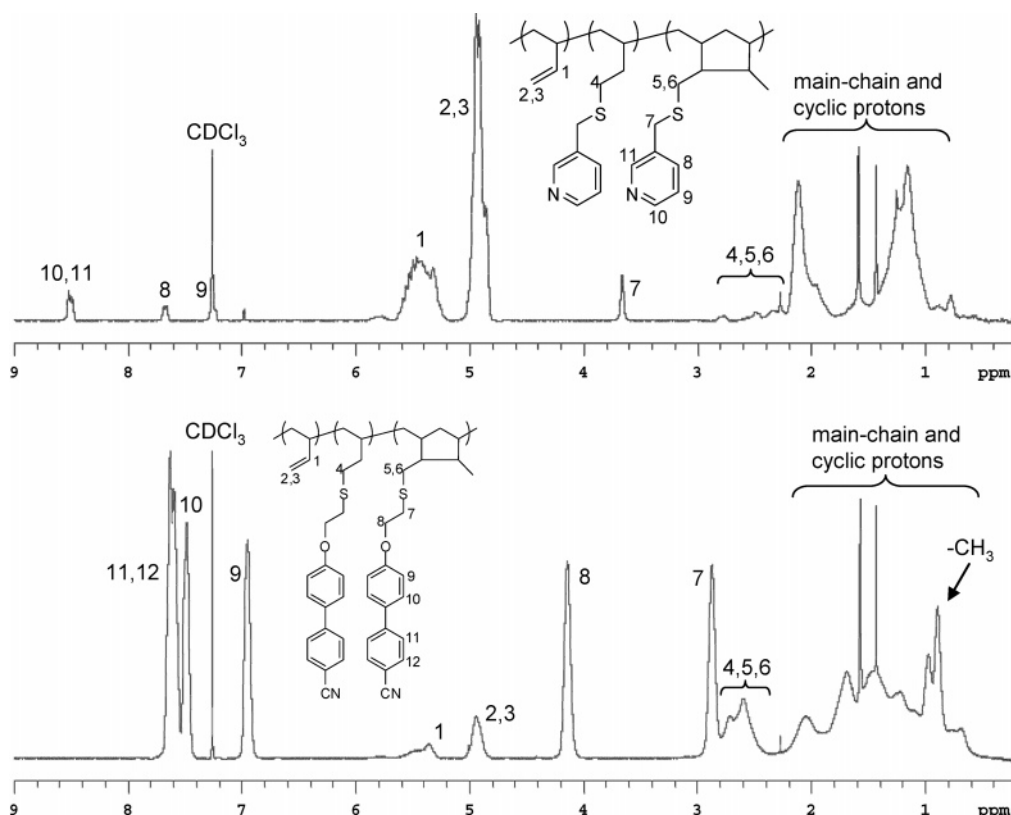 1
2,3
4
5,6
S
S
7
11
8
N
N
9
10
2,3
CDCl3
main-chain and
cyclic protons
1
10,11
8
9
7
4,5,6
9 8 7 6 5 4 3 2 1 ppm
CDCl3
10
11,12
9
1
2,3
4
5,6
S
S
7
8
O
O
9
10
11
12
CN
CN
8
7
main-chain and
cyclic protons
-CH3
4,5,6
2,3
1
9 8 7 6 5 4 3 2 1 ppm